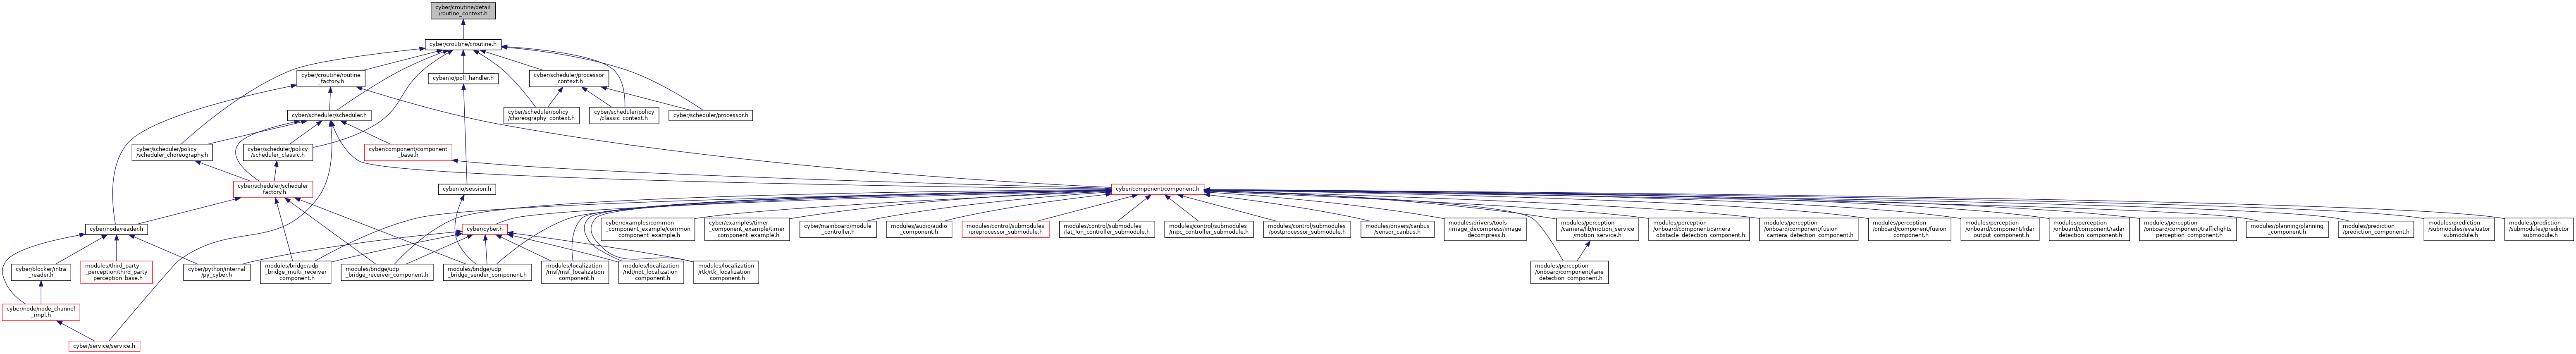 cyber/croutine/detail
/routine_context.h
cyber/croutine/croutine.h
cyber/croutine/routine
_factory.h
cyber/io/poll_handler.h
cyber/scheduler/processor
_context.h
cyber/scheduler/scheduler.h
cyber/scheduler/policy
/choreography_context.h
cyber/scheduler/policy
/classic_context.h
cyber/scheduler/processor.h
cyber/scheduler/policy
/scheduler_choreography.h
cyber/scheduler/policy
/scheduler_classic.h
cyber/component/component
_base.h
cyber/scheduler/scheduler
_factory.h
cyber/io/session.h
cyber/component/component.h
cyber/node/reader.h
cyber/cyber.h
cyber/examples/common
_component_example/common
_component_example.h
cyber/examples/timer
_component_example/timer
_component_example.h
cyber/mainboard/module
_controller.h
modules/audio/audio
_component.h
modules/control/submodules
/preprocessor_submodule.h
modules/control/submodules
/lat_lon_controller_submodule.h
modules/control/submodules
/mpc_controller_submodule.h
modules/control/submodules
/postprocessor_submodule.h
modules/drivers/canbus
/sensor_canbus.h
modules/drivers/tools
/image_decompress/image
_decompress.h
modules/perception
/camera/lib/motion_service
/motion_service.h
modules/perception
/onboard/component/camera
_obstacle_detection_component.h
modules/perception
/onboard/component/fusion
_camera_detection_component.h
modules/perception
/onboard/component/fusion
_component.h
modules/perception
/onboard/component/lidar
_output_component.h
modules/perception
/onboard/component/radar
_detection_component.h
modules/perception
/onboard/component/trafficlights
_perception_component.h
modules/planning/planning
_component.h
modules/prediction
/prediction_component.h
modules/prediction
/submodules/evaluator
_submodule.h
modules/prediction
/submodules/predictor
_submodule.h
cyber/blocker/intra
_reader.h
modules/third_party
_perception/third_party
_perception_base.h
cyber/python/internal
/py_cyber.h
modules/bridge/udp
_bridge_multi_receiver
_component.h
modules/bridge/udp
_bridge_receiver_component.h
modules/bridge/udp
_bridge_sender_component.h
modules/localization
/msf/msf_localization
_component.h
modules/localization
/ndt/ndt_localization
_component.h
modules/localization
/rtk/rtk_localization
_component.h
modules/perception
/onboard/component/lane
_detection_component.h
cyber/node/node_channel
_impl.h
cyber/service/service.h